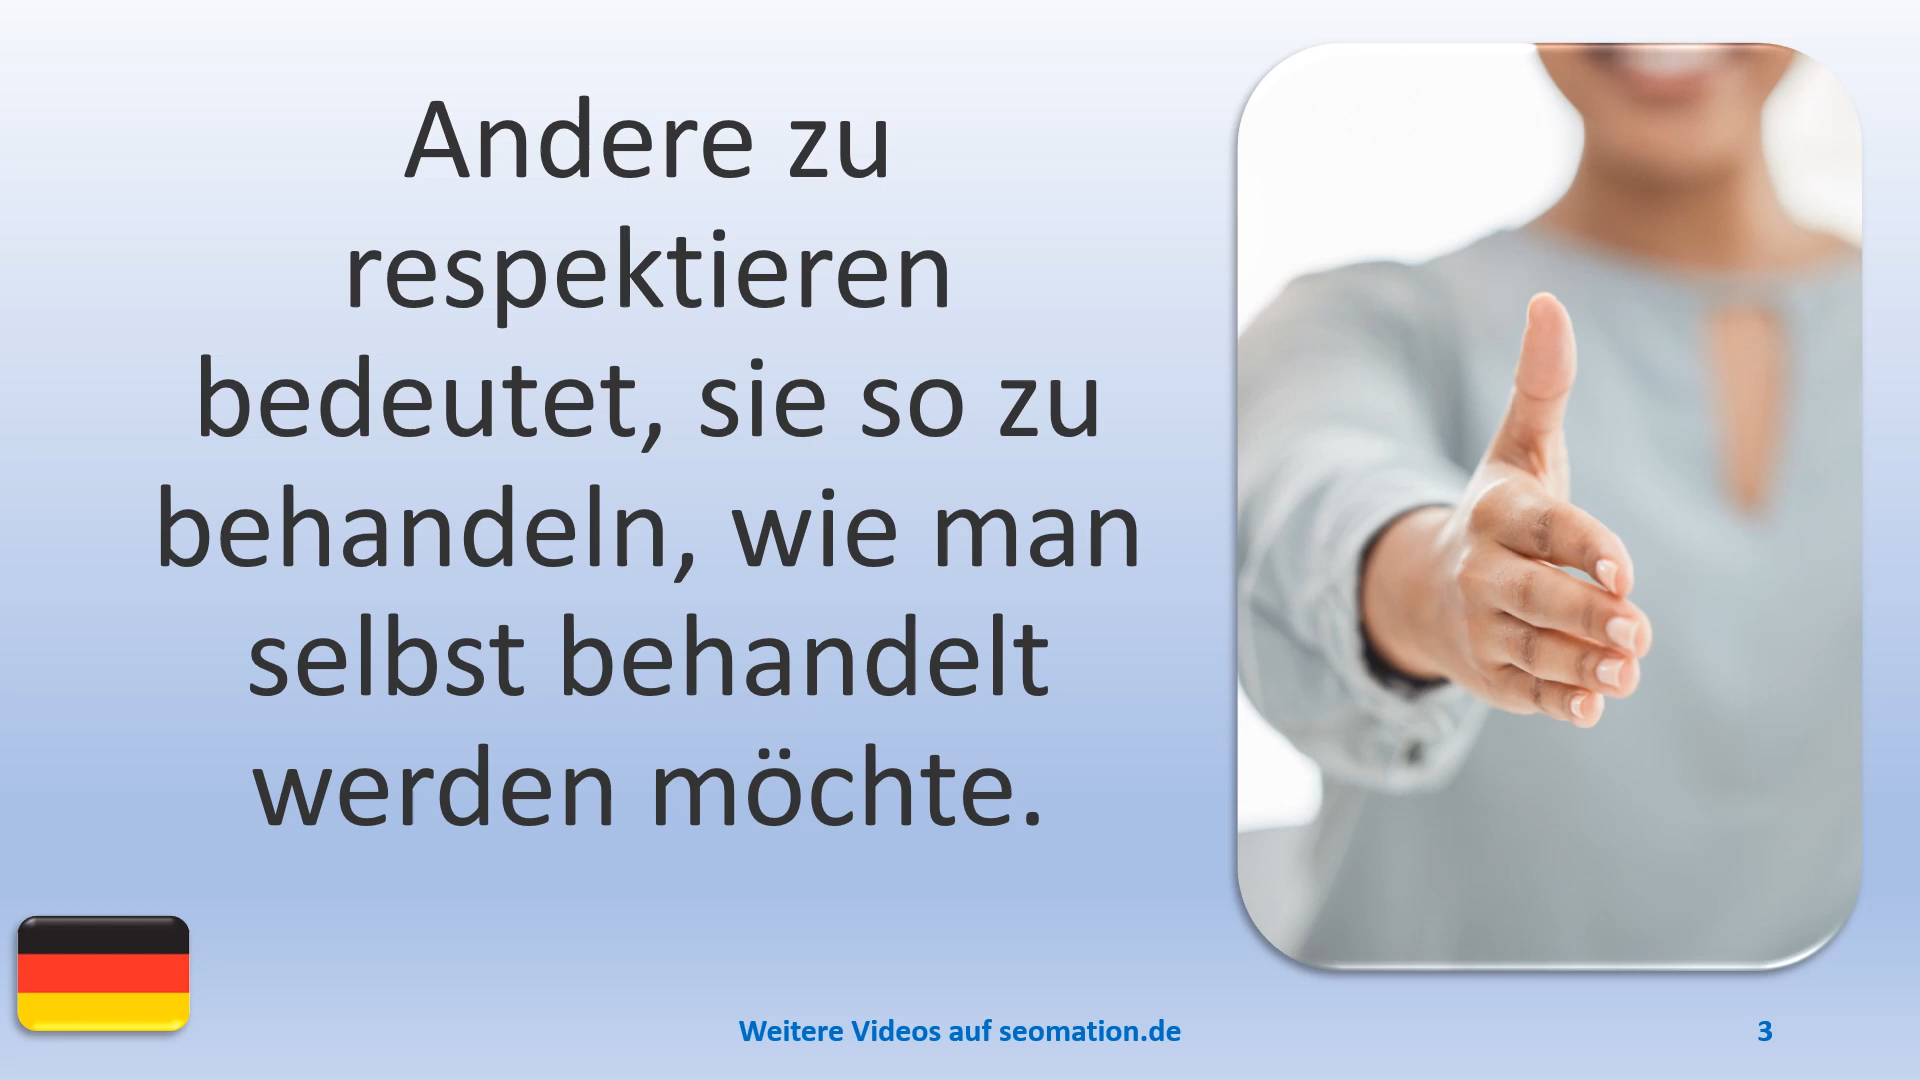 Andere zu
respektieren
bedeutet, sie so zu
behandeln, wie man
selbst behandelt
werden möchte.
Weitere Videos auf seomation.de
3